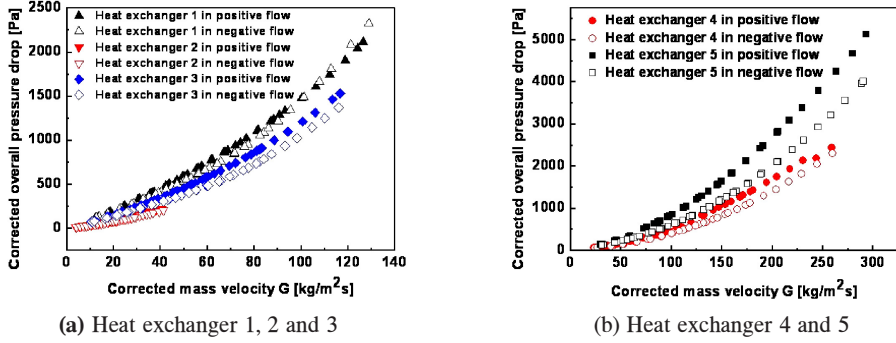 Corrected overall pressure drop [Pa]
2500
2000
1500
1000
500
0
Heat exchanger 1 in positive flow
Heat exchanger 1 in negative flow
Heat exchanger 2 in positive flow
Heat exchanger 2 in negative flow
Heat exchanger 3 in positive flow
Heat exchanger 3 in negative flow
0 20 40 60 80 100 120 140
Corrected mass velocity G [kg/m²s]
(a) Heat exchanger 1, 2 and 3
Corrected overall pressure drop [Pa]
5000
4000
3000
2000
1000
0
Heat exchanger 4 in positive flow
Heat exchanger 4 in negative flow
Heat exchanger 5 in positive flow
Heat exchanger 5 in negative flow
0 50 100 150 200 250 300
Corrected mass velocity G [kg/m²s]
(b) Heat exchanger 4 and 5